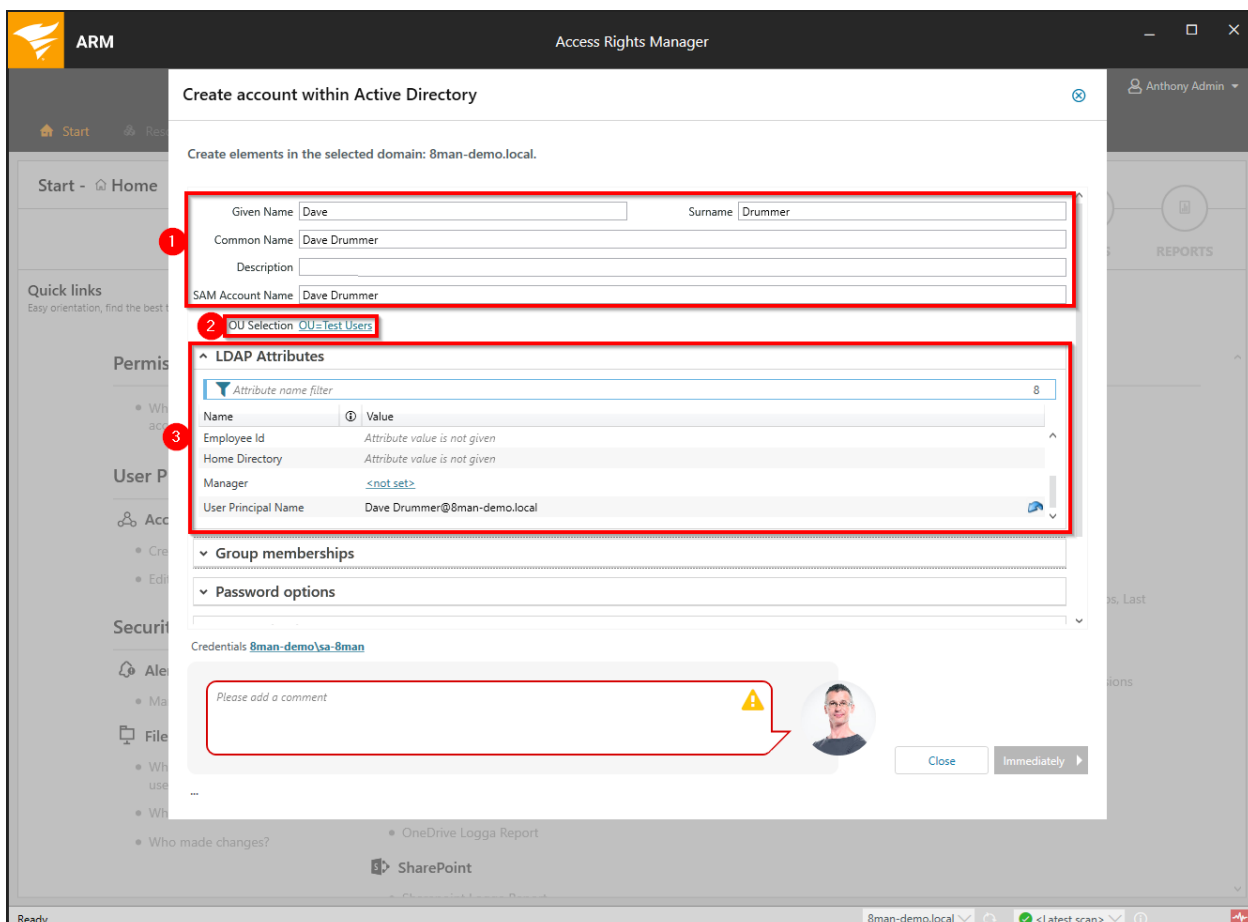 ARM
Access Rights Manager
Anthony Admin
Start
Create account within Active Directory
Create elements in the selected domain: 8man-demo.local.
Start - Home
REPORTS
1
Given Name Dave
Surname Drummer
Common Name Dave Drummer
Description
SAM Account Name Dave Drummer
Quick links
Easy orientation, find the best
2
OU Selection OU=Test Users
LDAP Attributes
Attribute name filter
8
Name Value
3
Employee Id Attribute value is not given
Home Directory Attribute value is not given
Manager <not set>
User Principal Name Dave Drummer@8man-demo.local
Group memberships
Password options
Last
Credentials 8man-demo\sa-8man
Please add a comment
File
Close
Immediately
...
Who made changes?
OneDrive Logga Report
SharePoint
Ready
8man-demo.local
<Latest scan>